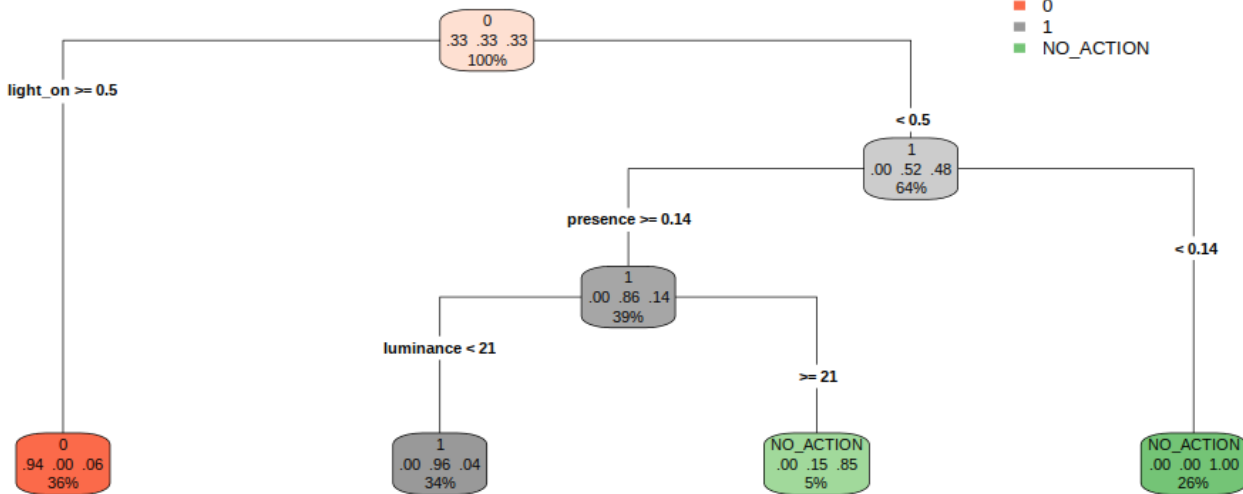 0
.33 .33 .33
100%
0
1
NO_ACTION
light_on >= 0.5
< 0.5
1
.00 .52 .48
64%
presence >= 0.14
< 0.14
1
.00 .86 .14
39%
luminance < 21
>= 21
0
.94 .00 .06
36%
1
.00 .96 .04
34%
NO_ACTION
.00 .15 .85
5%
NO_ACTION
.00 .00 1.00
26%